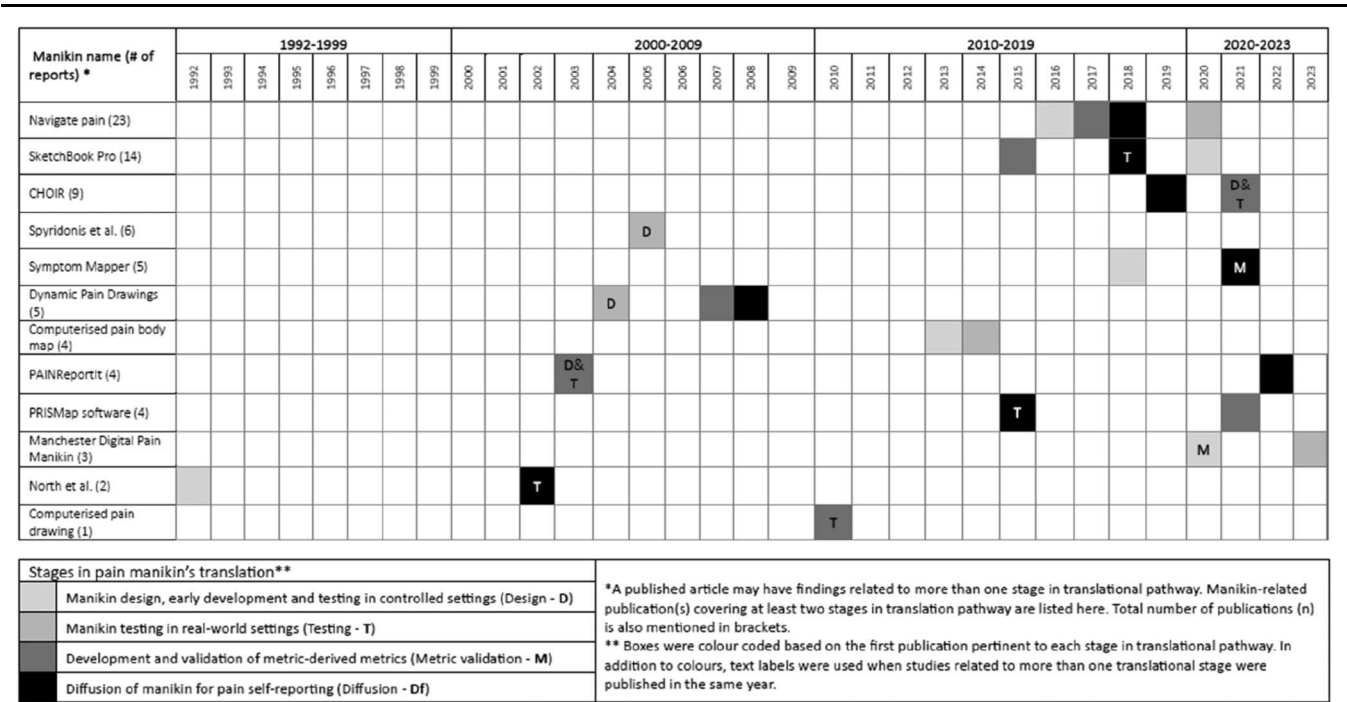 Manikin name (# of
reports) *
1992-1999
2000-2009
2010-2019
2020-2023
1992
1993
1994
1995
1996
1997
1998
1999
2000
2001
2002
2003
2004
2005
2006
2007
2008
2009
2010
2011
2012
2013
2014
2015
2016
2017
2018
2019
2020
2021
2022
2023
Navigate pain (23)
SketchBook Pro (14)
T
CHOIR (9)
D&
T
Spyridonis et al. (6)
D
Symptom Mapper (5)
M
Dynamic Pain Drawings
(5)
D
Computerised pain body
map (4)
PAINReportIt (4)
D&
T
PRISMap software (4)
T
Manchester Digital Pain
Manikin (3)
M
North et al. (2)
T
Computerised pain
drawing (1)
T
Stages in pain manikin's translation**
Manikin design, early development and testing in controlled settings (Design - D)
Manikin testing in real-world settings (Testing - T)
Development and validation of metric-derived metrics (Metric validation - M)
Diffusion of manikin for pain self-reporting (Diffusion - Df)
*A published article may have findings related to more than one stage in translational pathway. Manikin-related
publication(s) covering at least two stages in translation pathway are listed here. Total number of publications (n)
is also mentioned in brackets.
** Boxes were colour coded based on the first publication pertinent to each stage in translational pathway. In
addition to colours, text labels were used when studies related to more than one translational stage were
published in the same year.